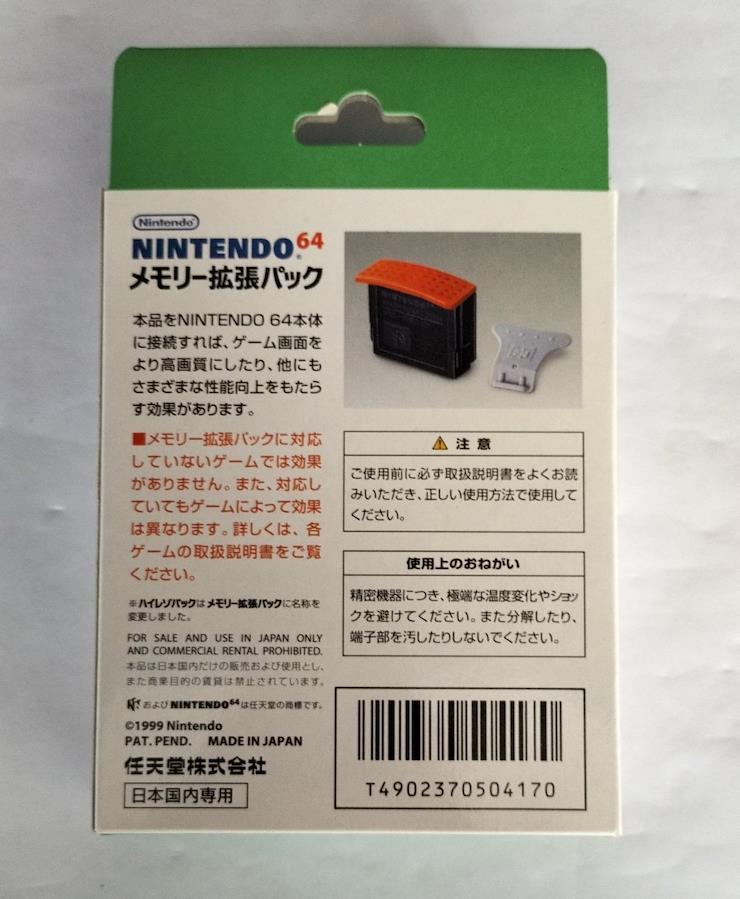 Nintendo
NINTENDO64
メモリー拡張パック
本品をNINTENDO 64本体
に接続すれば、ゲーム画面を
より高画質にしたり、他にも
さまざまな性能向上をもたら
す効果があります。
■メモリー拡張パックに対応
していないゲームでは効果
がありません。また、対応し
ていてもゲームによって効果
は異なります。詳しくは、各
ゲームの取扱説明書をご覧
ください。
※ハイレゾパックはメモリー拡張パックに名称を
変更しました。
FOR SALE AND USE IN JAPAN ONLY
AND COMMERCIAL RENTAL PROHIBITED.
本品は日本国内だけの販売および使用とし、
また商業目的の賃貸は禁止されています。
およびNINTENDO64は任天堂の商標です。
©1999 Nintendo
PAT. PEND. MADE IN JAPAN
任天堂株式会社
日本国内専用
⚠ 注意
ご使用前に必ず取扱説明書をよくお読
みいただき、正しい使用方法で使用して
ください。
使用上のおねがい
精密機器につき、極端な温度変化やショッ
クを避けてください。また分解したり、
端子部を汚したりしないでください。
T4902370504170